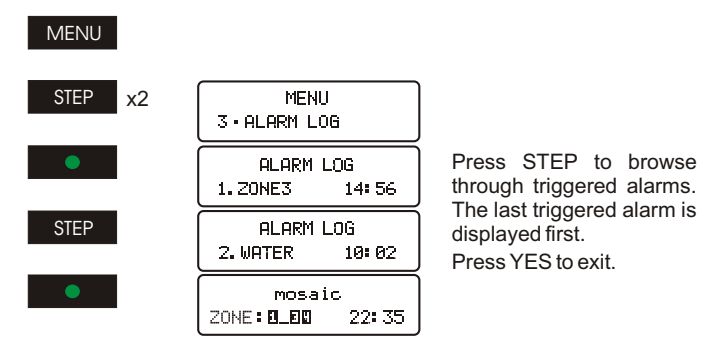 MENU
STEP x2
MENU
3·ALARM LOG
ALARM LOG
1.ZONE3 14:56
STEP
ALARM LOG
2.WATER 10:02
mosaic
ZONE:1_34 22:35
Press STEP to browse
through triggered alarms.
The last triggered alarm is
displayed first.
Press YES to exit.